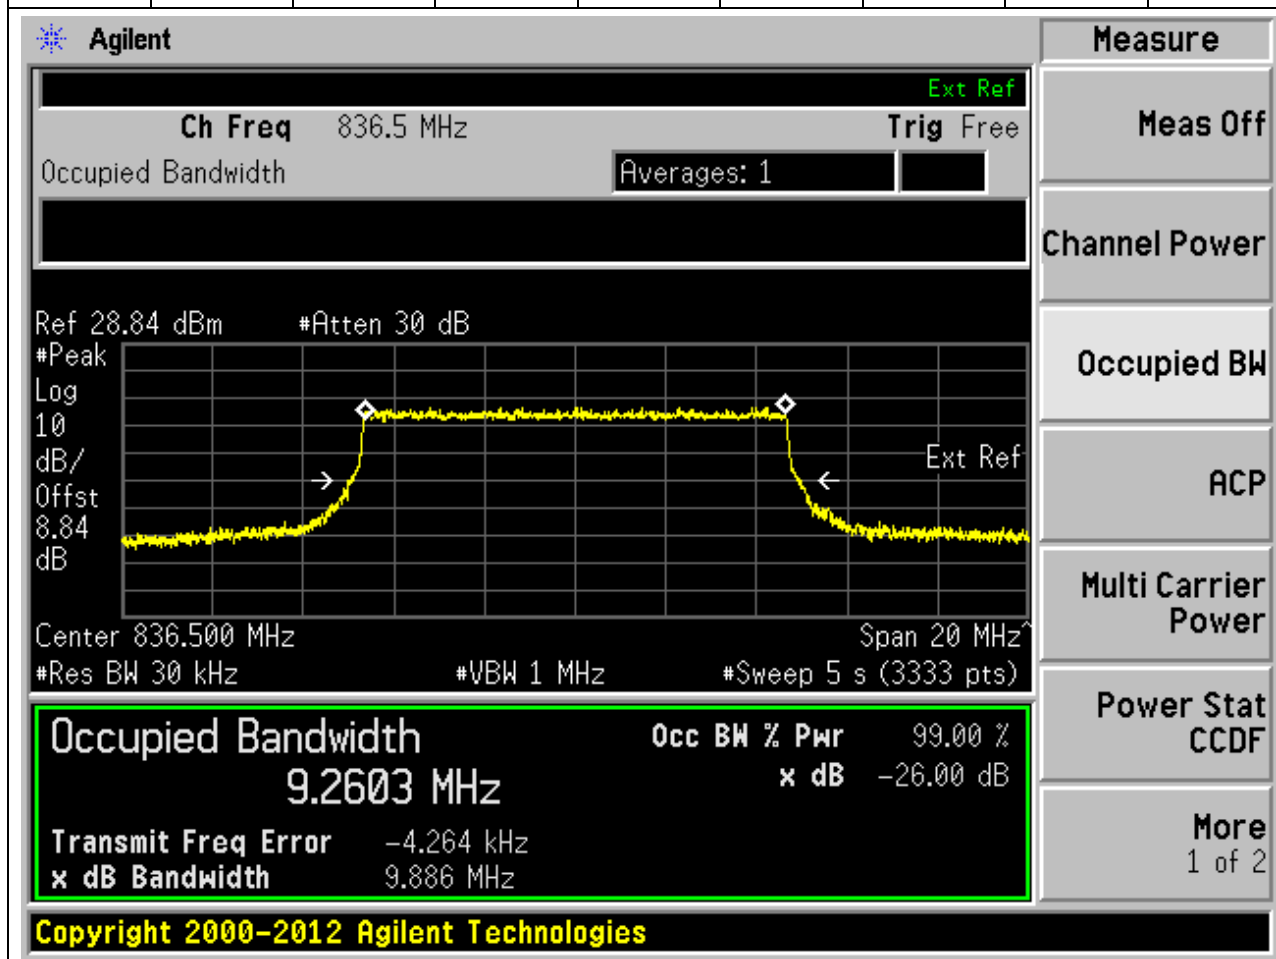 Agilent
Measure
Ext Ref
Ch Freq 836.5 MHz Trig Free
Occupied Bandwidth Averages: 1
Ref 28.84 dBm #Atten 30 dB
#Peak
Log
10
dB/
Offst
8.84
dB
Ext Ref
Center 836.500 MHz Span 20 MHz^
#Res BW 30 kHz #VBW 1 MHz #Sweep 5 s (3333 pts)
Occupied Bandwidth Occ BW % Pwr 99.00 %
9.2603 MHz x dB -26.00 dB
Transmit Freq Error -4.264 kHz
x dB Bandwidth 9.886 MHz
Meas Off
Channel Power
Occupied BW
ACP
Multi Carrier
Power
Power Stat
CCDF
More
1 of 2
Copyright 2000-2012 Agilent Technologies